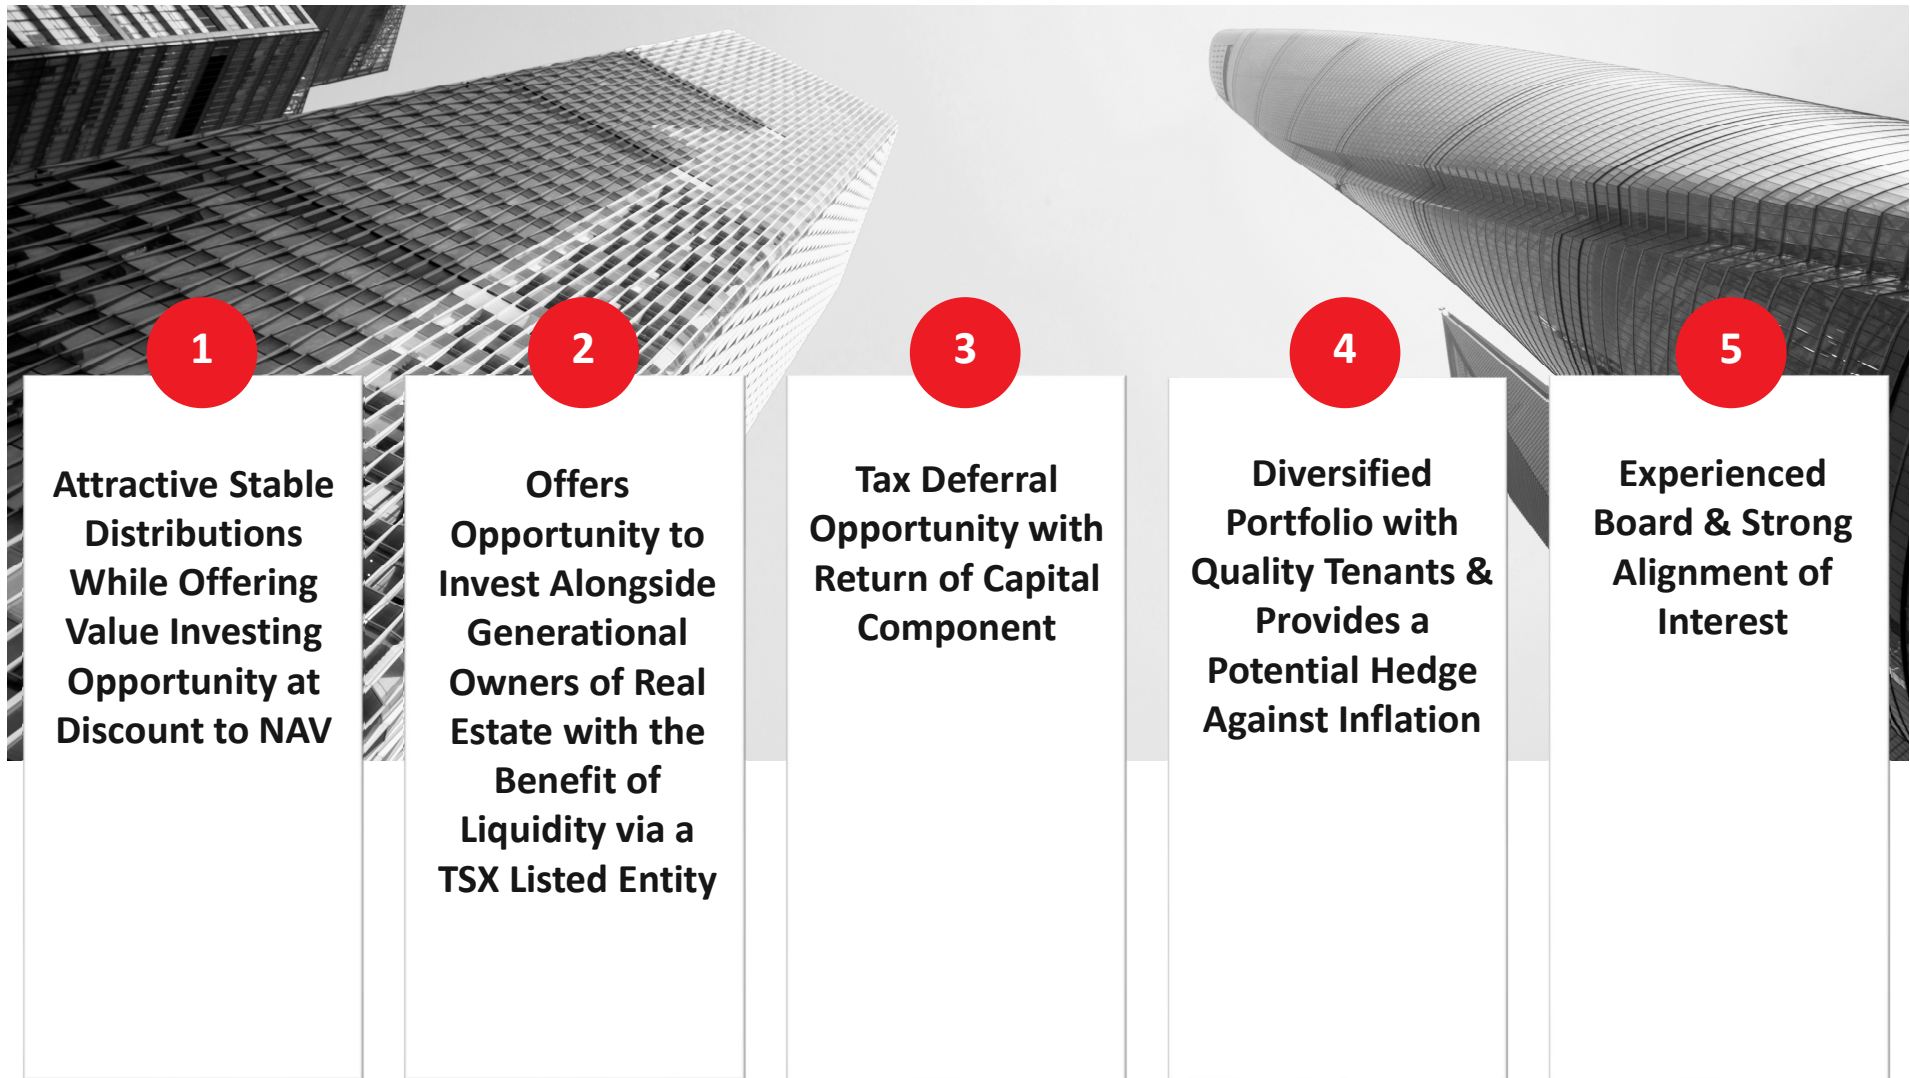 1
Attractive Stable
Distributions
While Offering
Value Investing
Opportunity at
Discount to NAV
2
Offers
Opportunity to
Invest Alongside
Generational
Owners of Real
Estate with the
Benefit of
Liquidity via a
TSX Listed Entity
3
Tax Deferral
Opportunity with
Return of Capital
Component
4
Diversified
Portfolio with
Quality Tenants &
Provides a
Potential Hedge
Against Inflation
5
Experienced
Board & Strong
Alignment of
Interest